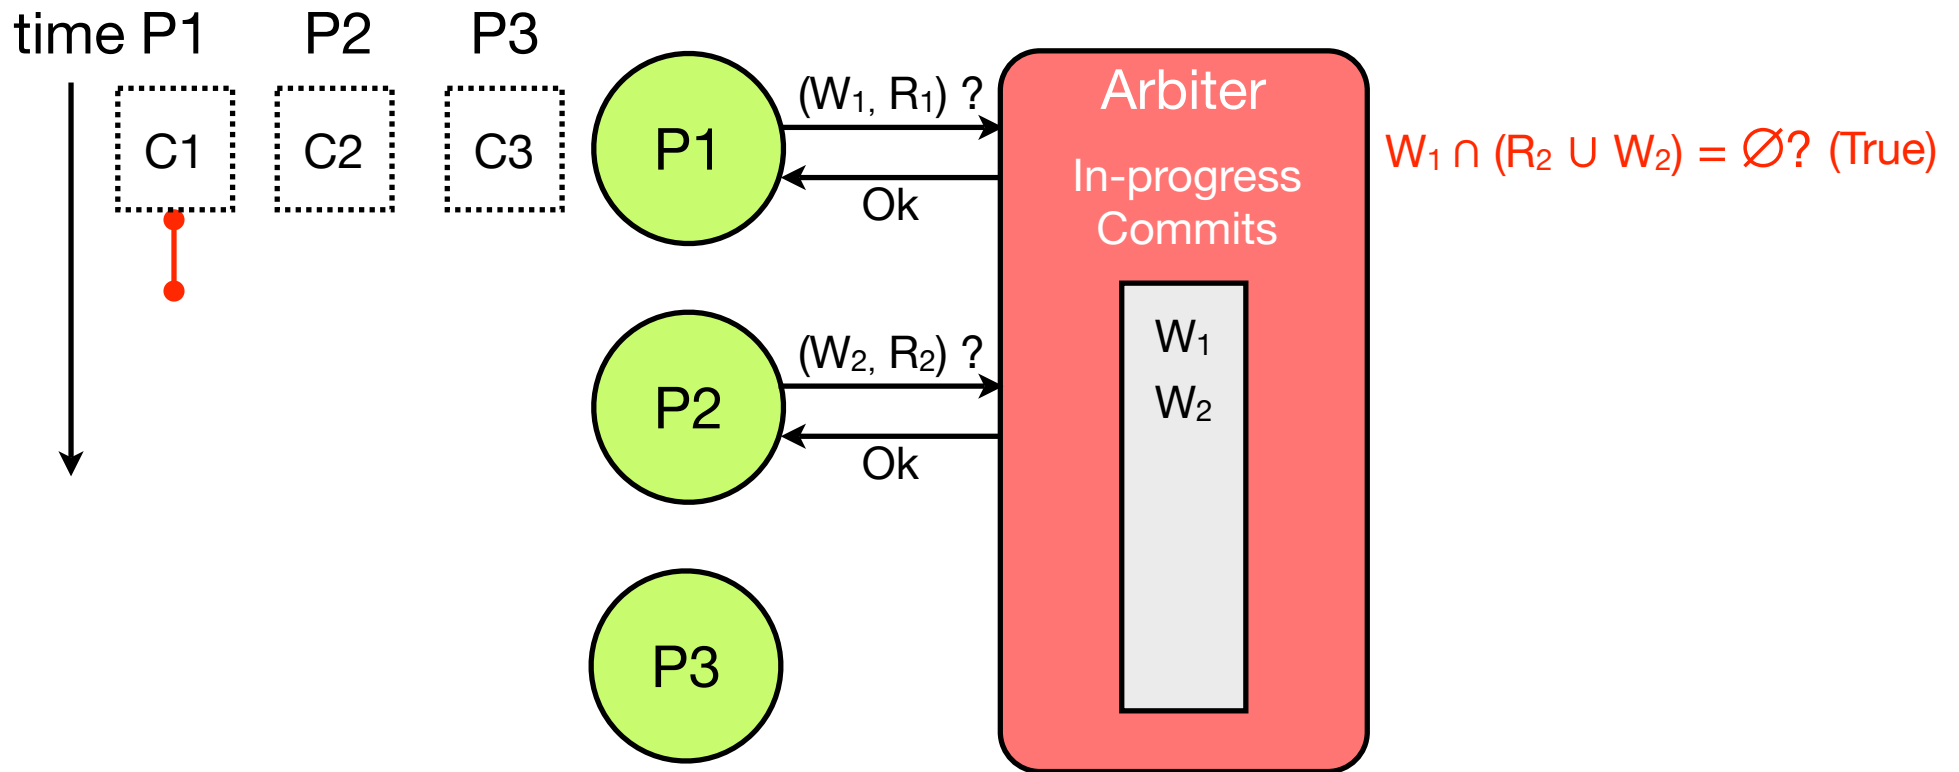 time P1 P2 P3
C1 C2 C3
P1
(W₁, R₁) ?
Ok
Arbiter
In-progress
Commits
W₁ ∩ (R₂ ∪ W₂) = ∅? (True)
P2
(W₂, R₂) ?
Ok
W₁
W₂
P3